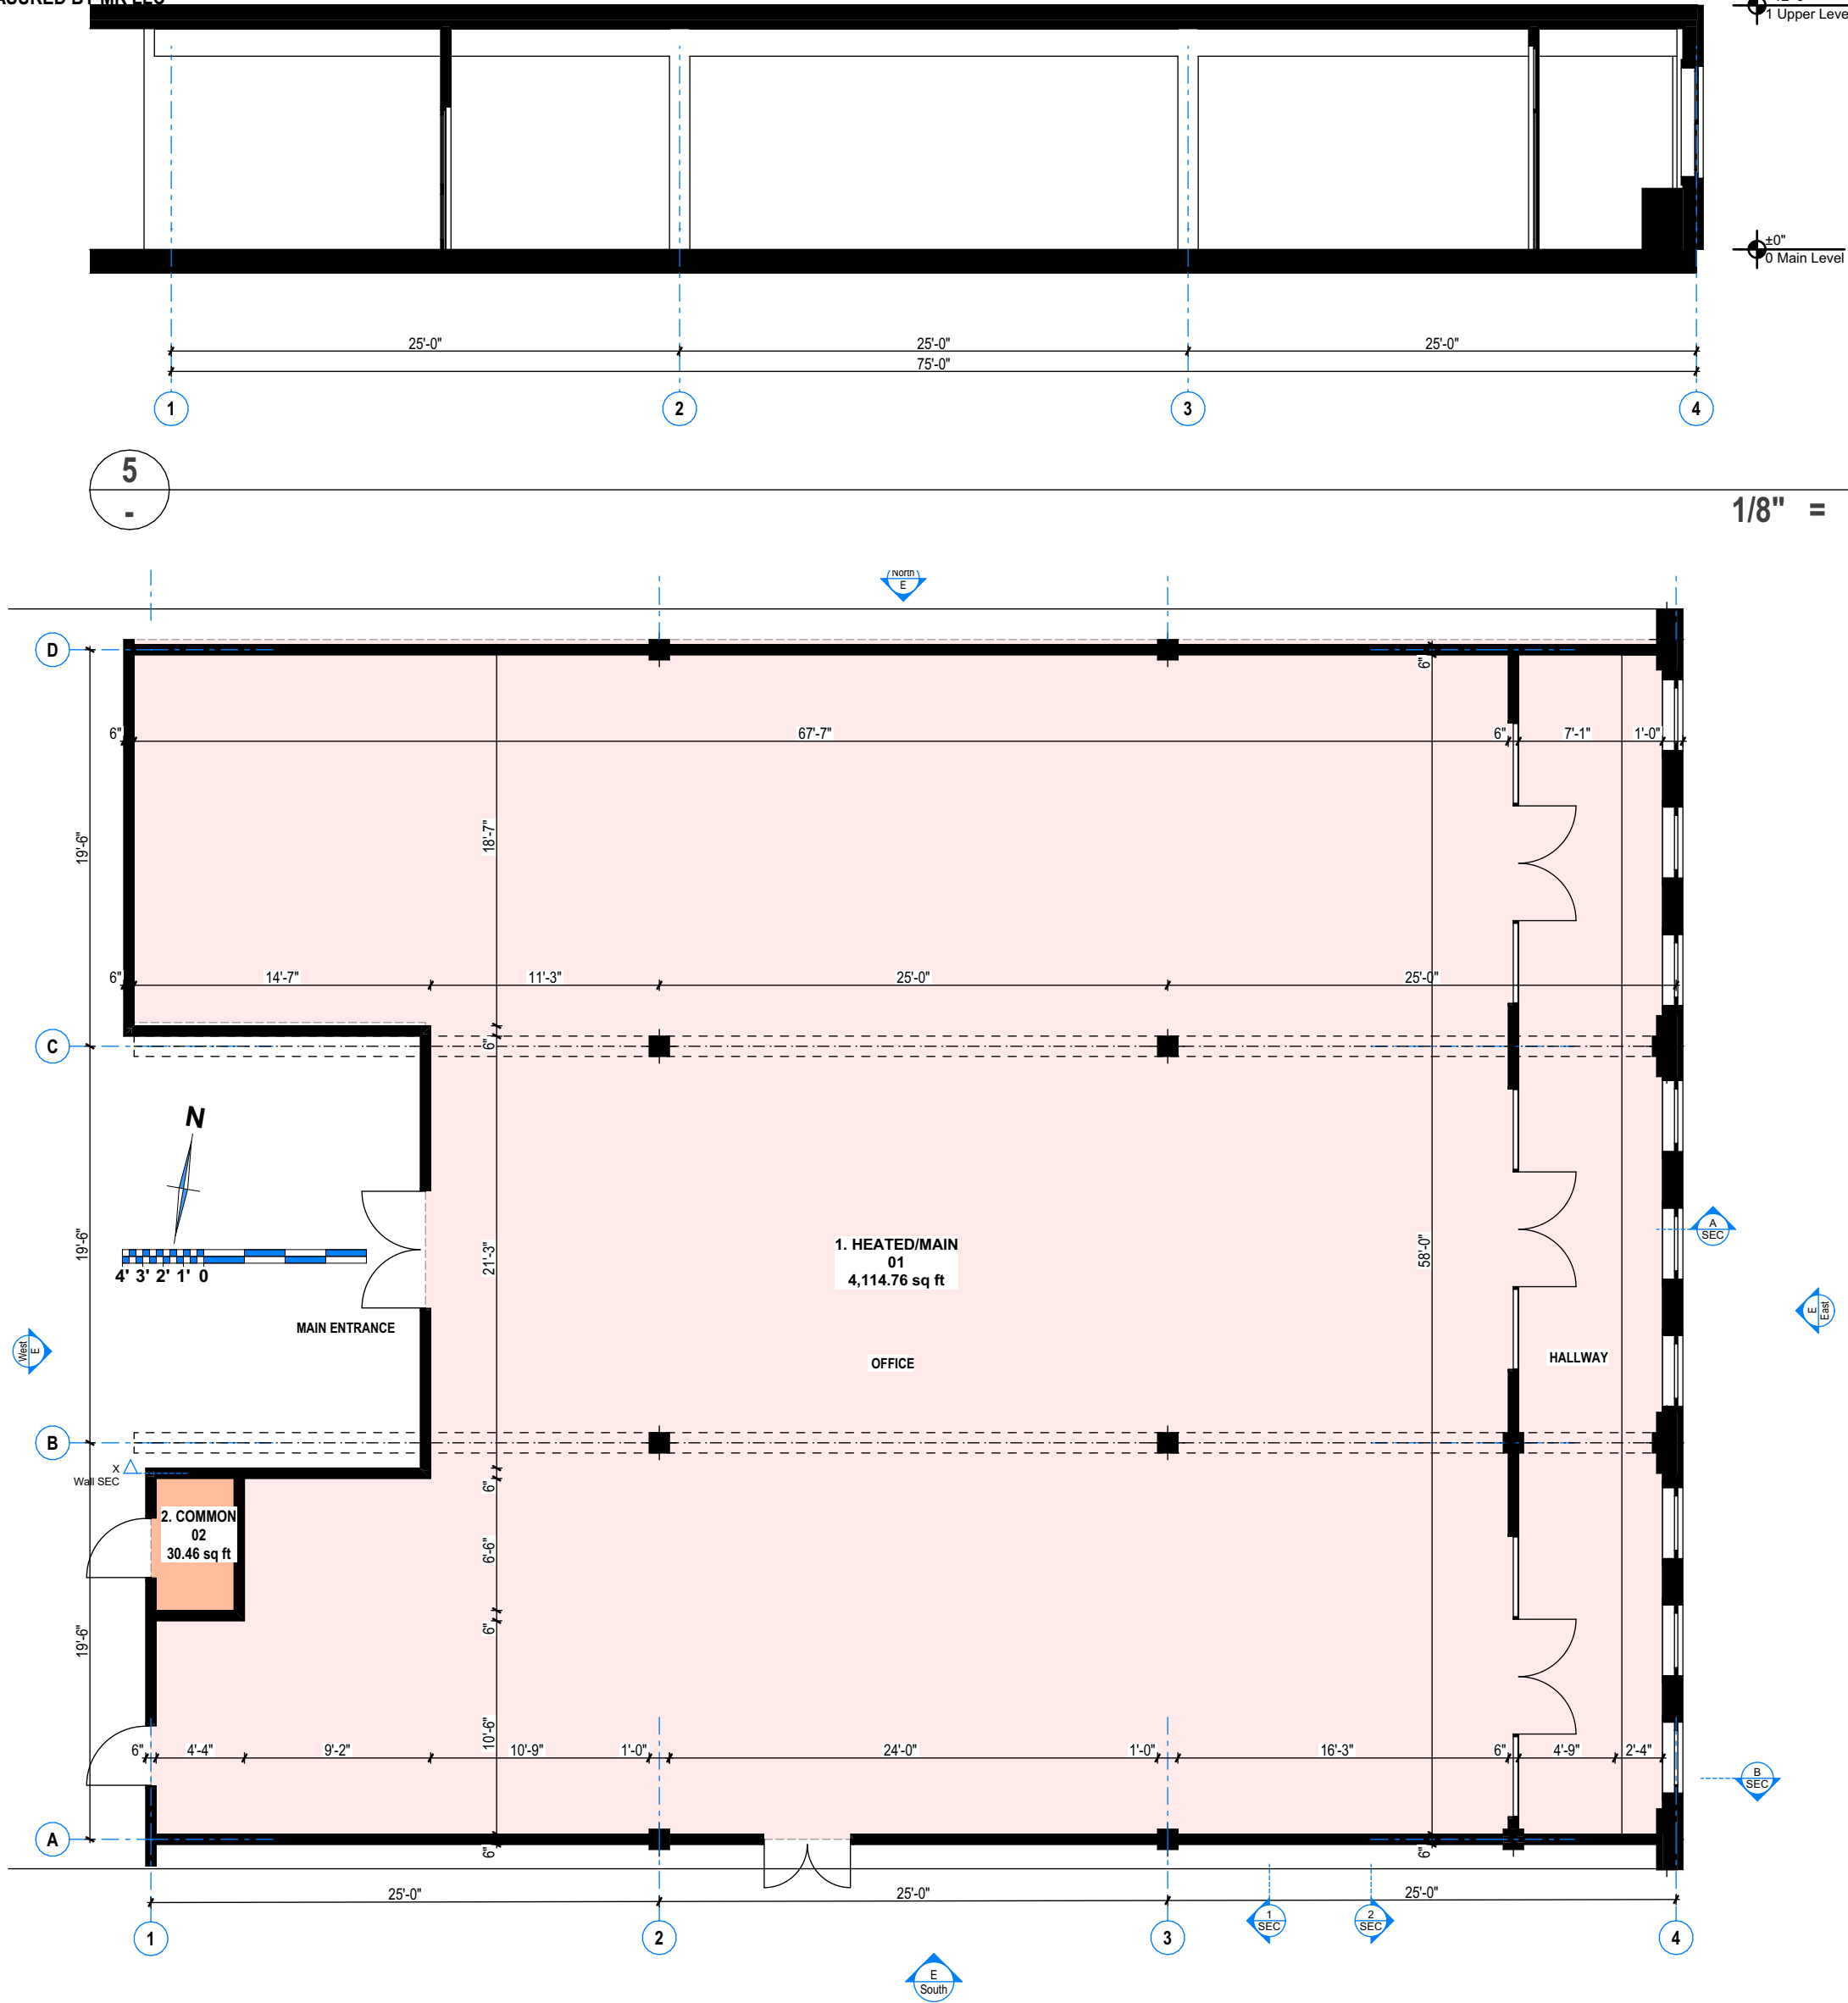 1 Upper Leve
±0"
0 Main Level
25'-0" 25'-0" 25'-0"
75'-0"
1 2 3 4
5
-
1/8" =
North
E
D
6"
6" 67'-7" 6" 7'-1" 1'-0"
19'-6"
18'-7"
6" 14'-7" 11'-3" 25'-0" 25'-0"
C
6"
N
4' 3' 2' 1' 0
19'-6"
21'-3"
58'-0"
1. HEATED/MAIN
01
4,114.76 sq ft
A
SEC
E
East
MAIN ENTRANCE
West
E
OFFICE
HALLWAY
B
X
Wall SEC
6"
2. COMMON
02
30.46 sq ft
6'-6"
6"
19'-6"
10'-6"
6" 4'-4" 9'-2" 10'-9" 1'-0" 24'-0" 1'-0" 16'-3" 6" 4'-9" 2'-4"
B
SEC
A
6"
6"
25'-0" 25'-0" 25'-0"
1
SEC
2
SEC
1 2 3 4
E
South